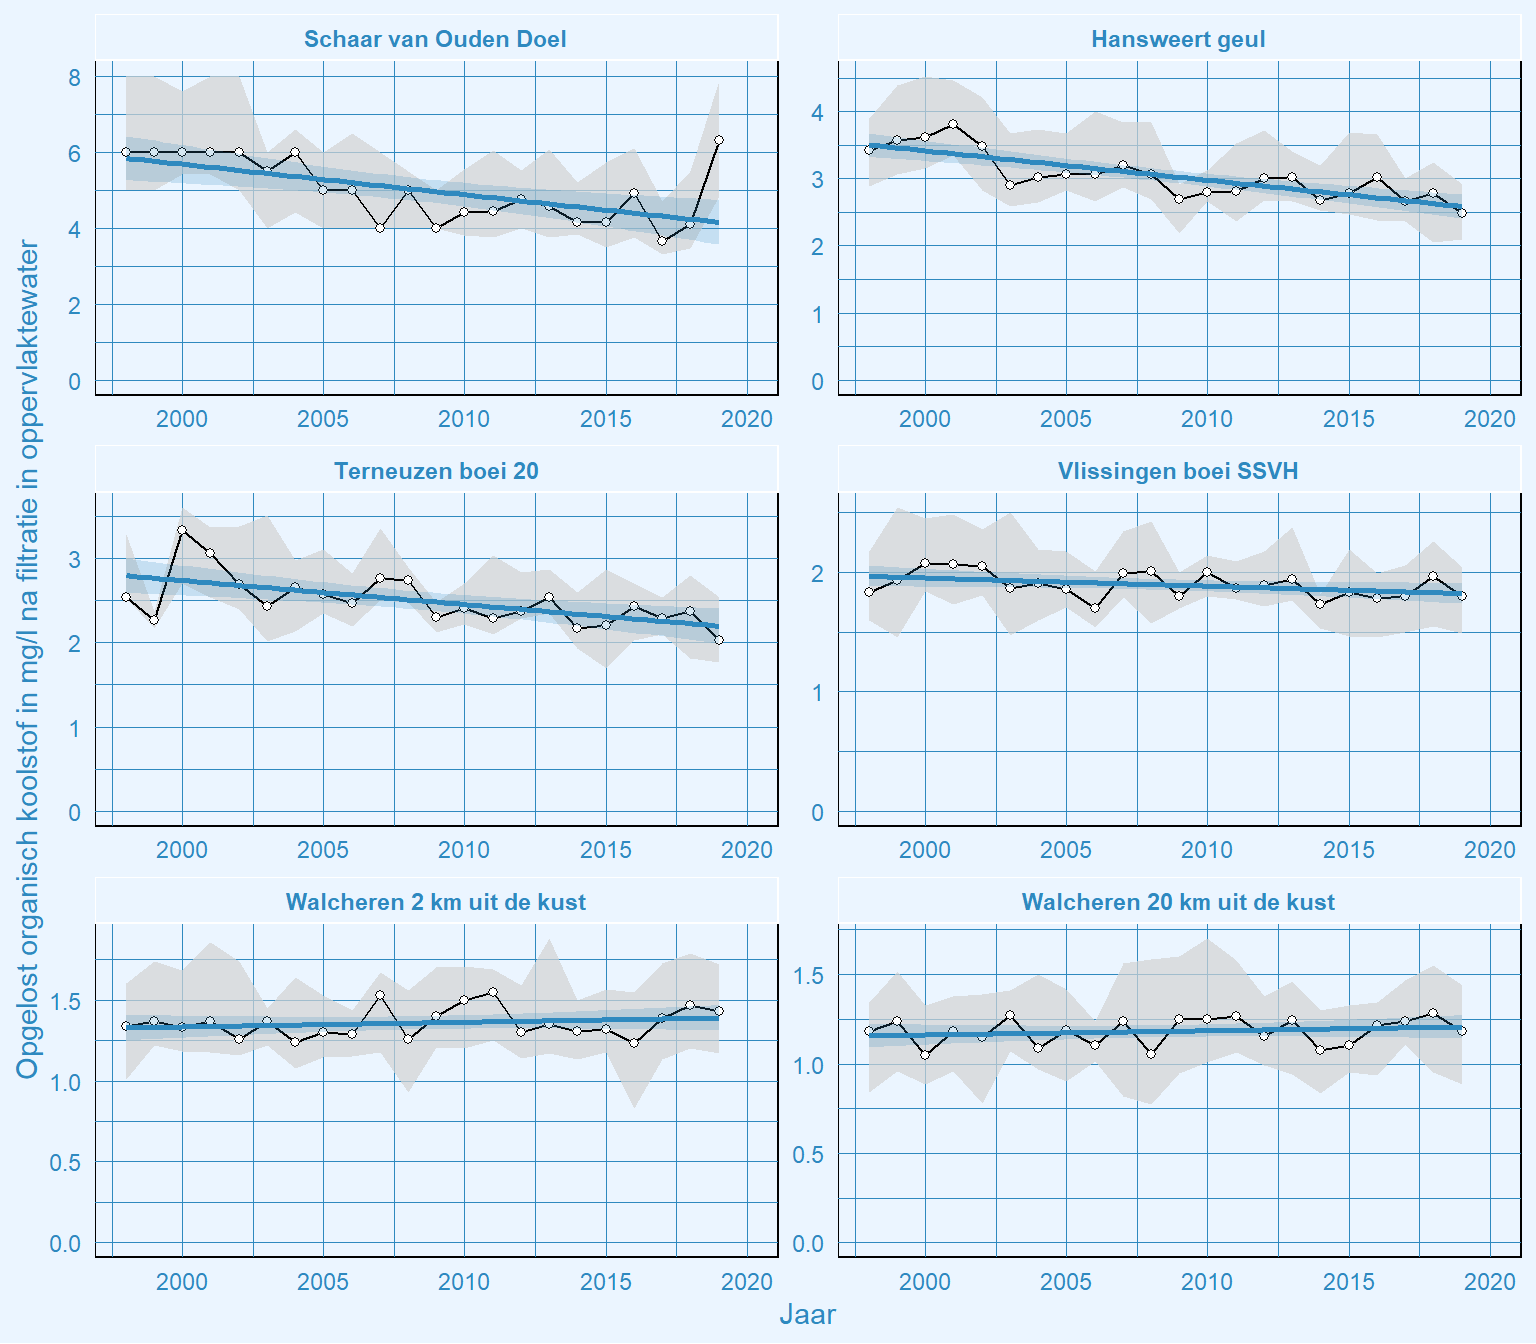 Opgelost organisch koolstof in mg/l na filtratie in oppervlaktewater
Schaar van Ouden Doel
8
6
4
2
0
2000 2005 2010 2015 2020
Hansweert geul
4
3
2
1
0
2000 2005 2010 2015 2020
Terneuzen boei 20
3
2
1
0
2000 2005 2010 2015 2020
Vlissingen boei SSVH
2
1
0
2000 2005 2010 2015 2020
Walcheren 2 km uit de kust
1.5
1.0
0.5
0.0
2000 2005 2010 2015 2020
Walcheren 20 km uit de kust
1.5
1.0
0.5
0.0
2000 2005 2010 2015 2020
Jaar